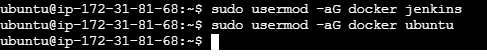 ubuntu@ip-172-31-81-68:~$ sudo usermod -aG docker jenkins
ubuntu@ip-172-31-81-68:~$ sudo usermod -aG docker ubuntu
ubuntu@ip-172-31-81-68:~$